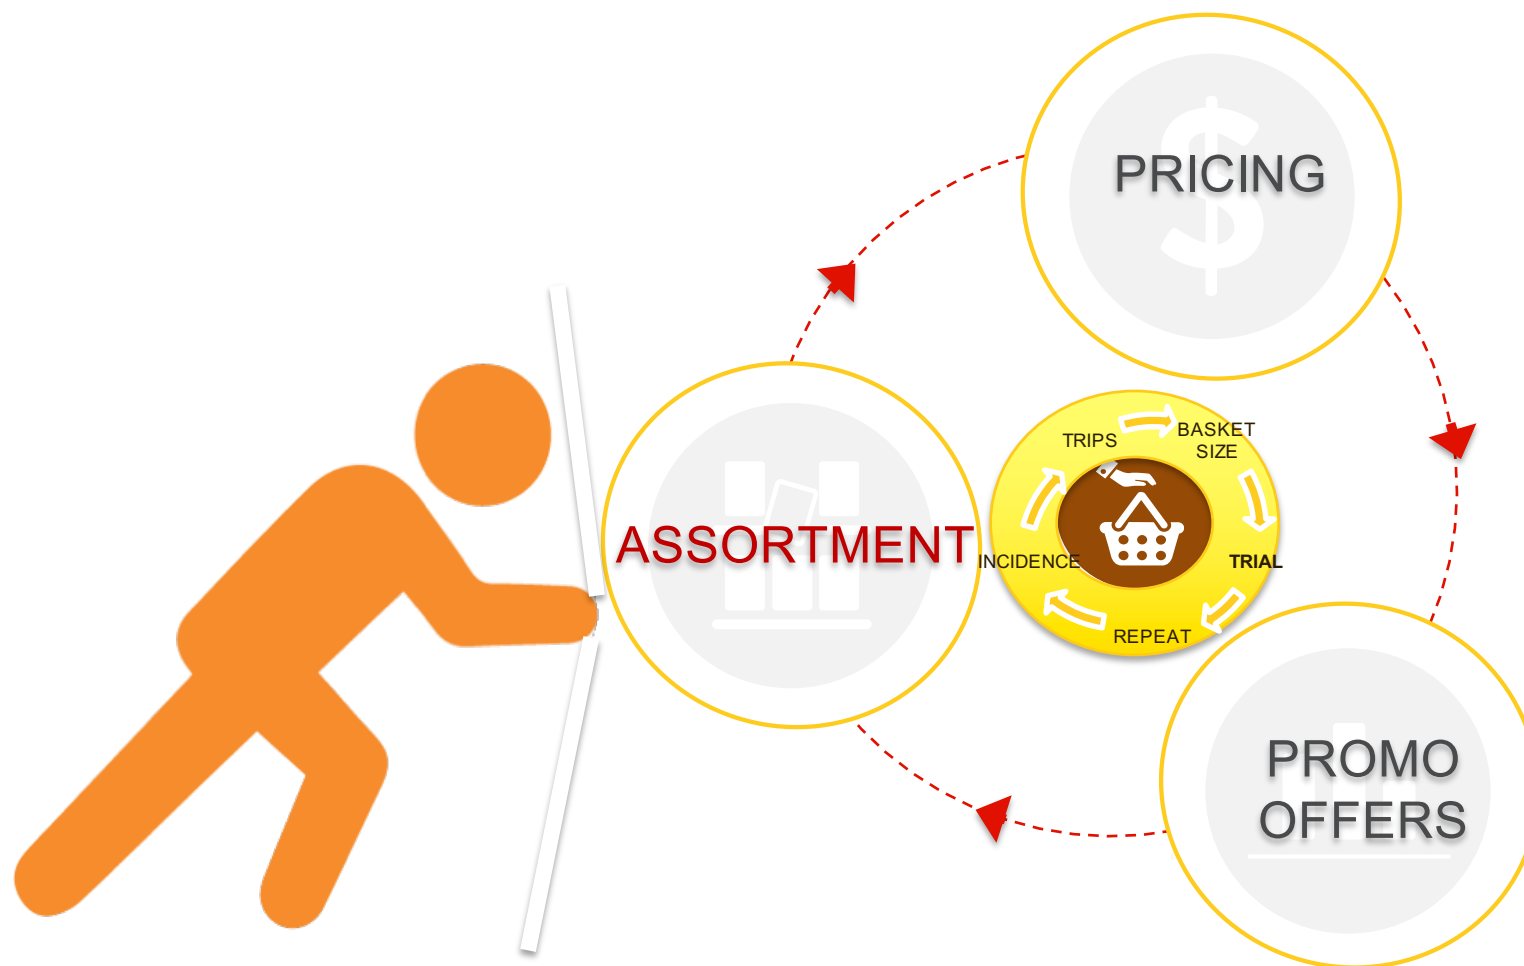 PRICING
TRIPS
BASKET
SIZE
ASSORTMENT
INCIDENCE
TRIAL
REPEAT
PROMO
OFFERS